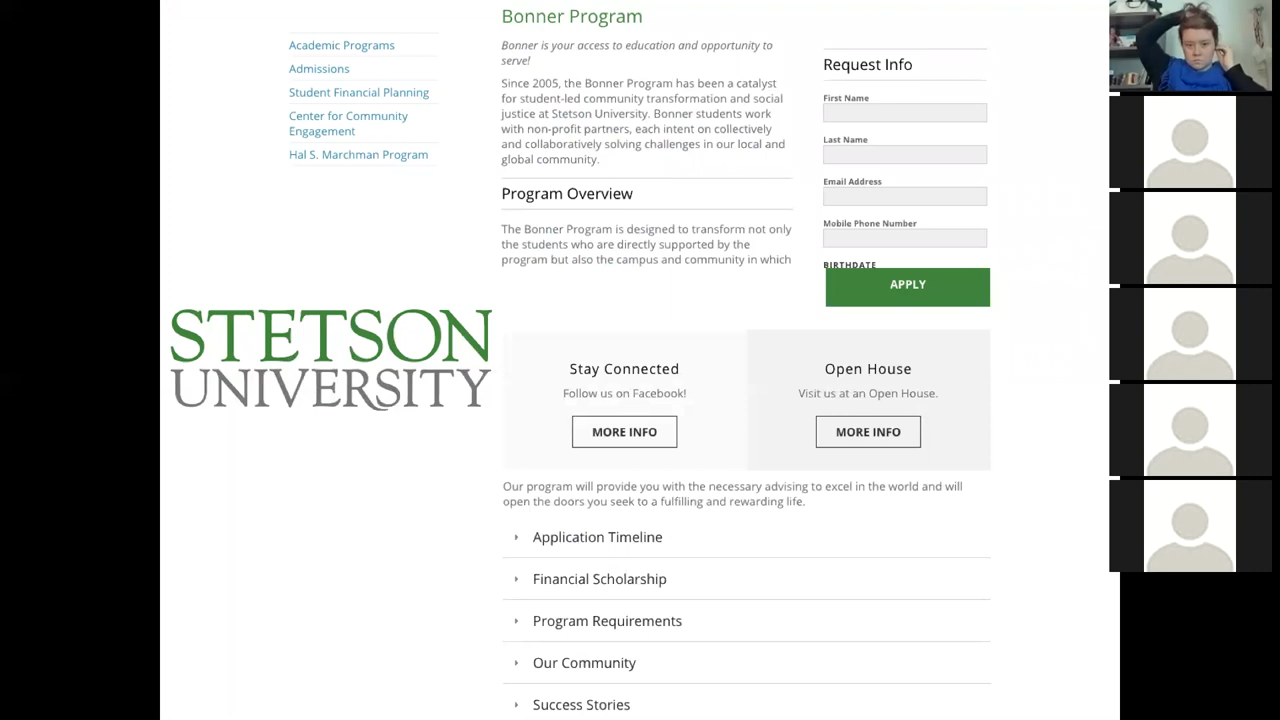 Academic Programs
Admissions
Student Financial Planning
Center for Community
Engagement
Hal S. Marchman Program
STETSON
UNIVERSITY
Bonner Program
Bonner is your access to education and opportunity to
serve!
Since 2005, the Bonner Program has been a catalyst
for student-led community transformation and social
justice at Stetson University. Bonner students work
with non-profit partners, each intent on collectively
and collaboratively solving challenges in our local and
global community.
Program Overview
The Bonner Program is designed to transform not only
the students who are directly supported by the
program but also the campus and community in which
Request Info
First Name
Last Name
Email Address
Mobile Phone Number
BIRTHDATE
APPLY
Stay Connected
Follow us on Facebook!
MORE INFO
Open House
Visit us at an Open House.
MORE INFO
Our program will provide you with the necessary advising to excel in the world and will
open the doors you seek to a fulfilling and rewarding life.
Application Timeline
Financial Scholarship
Program Requirements
Our Community
Success Stories